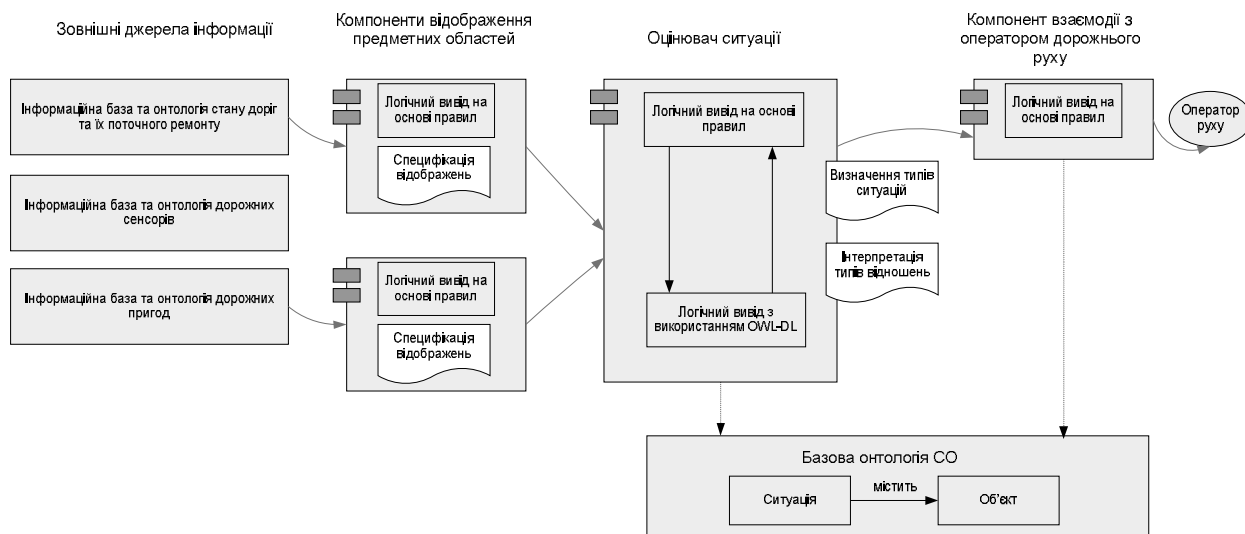 Зовнішні джерела інформації
Компоненти відображення
предметних областей
Оцінювач ситуації
Компонент взаємодії з
оператором дорожнього
руху
Інформаційна база та онтологія стану доріг
та їх поточного ремонту
Інформаційна база та онтологія дорожних
сенсорів
Інформаційна база та онтологія дорожних
пригод
Логічний вивід на
основі правил
Специфікація
відображень
Логічний вивід на
основі правил
Специфікація
відображень
Логічний вивід на основі
правил
Логічний вивід з
використанням OWL-DL
Визначення типів
ситуацій
Інтерпретація
типів відношень
Логічний вивід на
основі правил
Оператор
руху
Базова онтологія СО
Ситуація
містить
Об'єкт